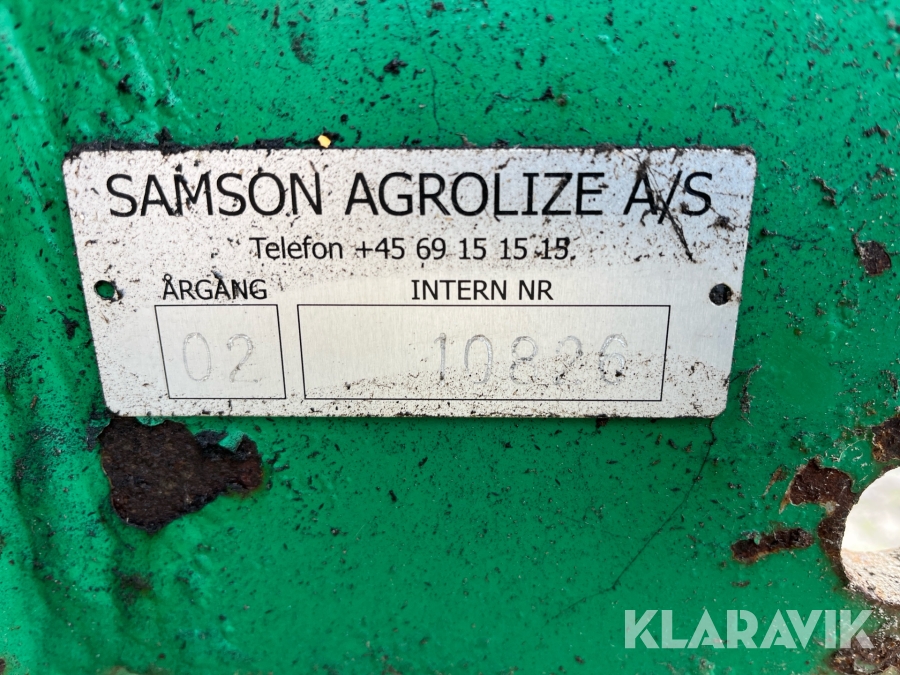 SAMSON AGROLIZE A/S
Telefon +45 69 15 15 15
ÅRGANG INTERN NR
02 10826
KLARAVIK